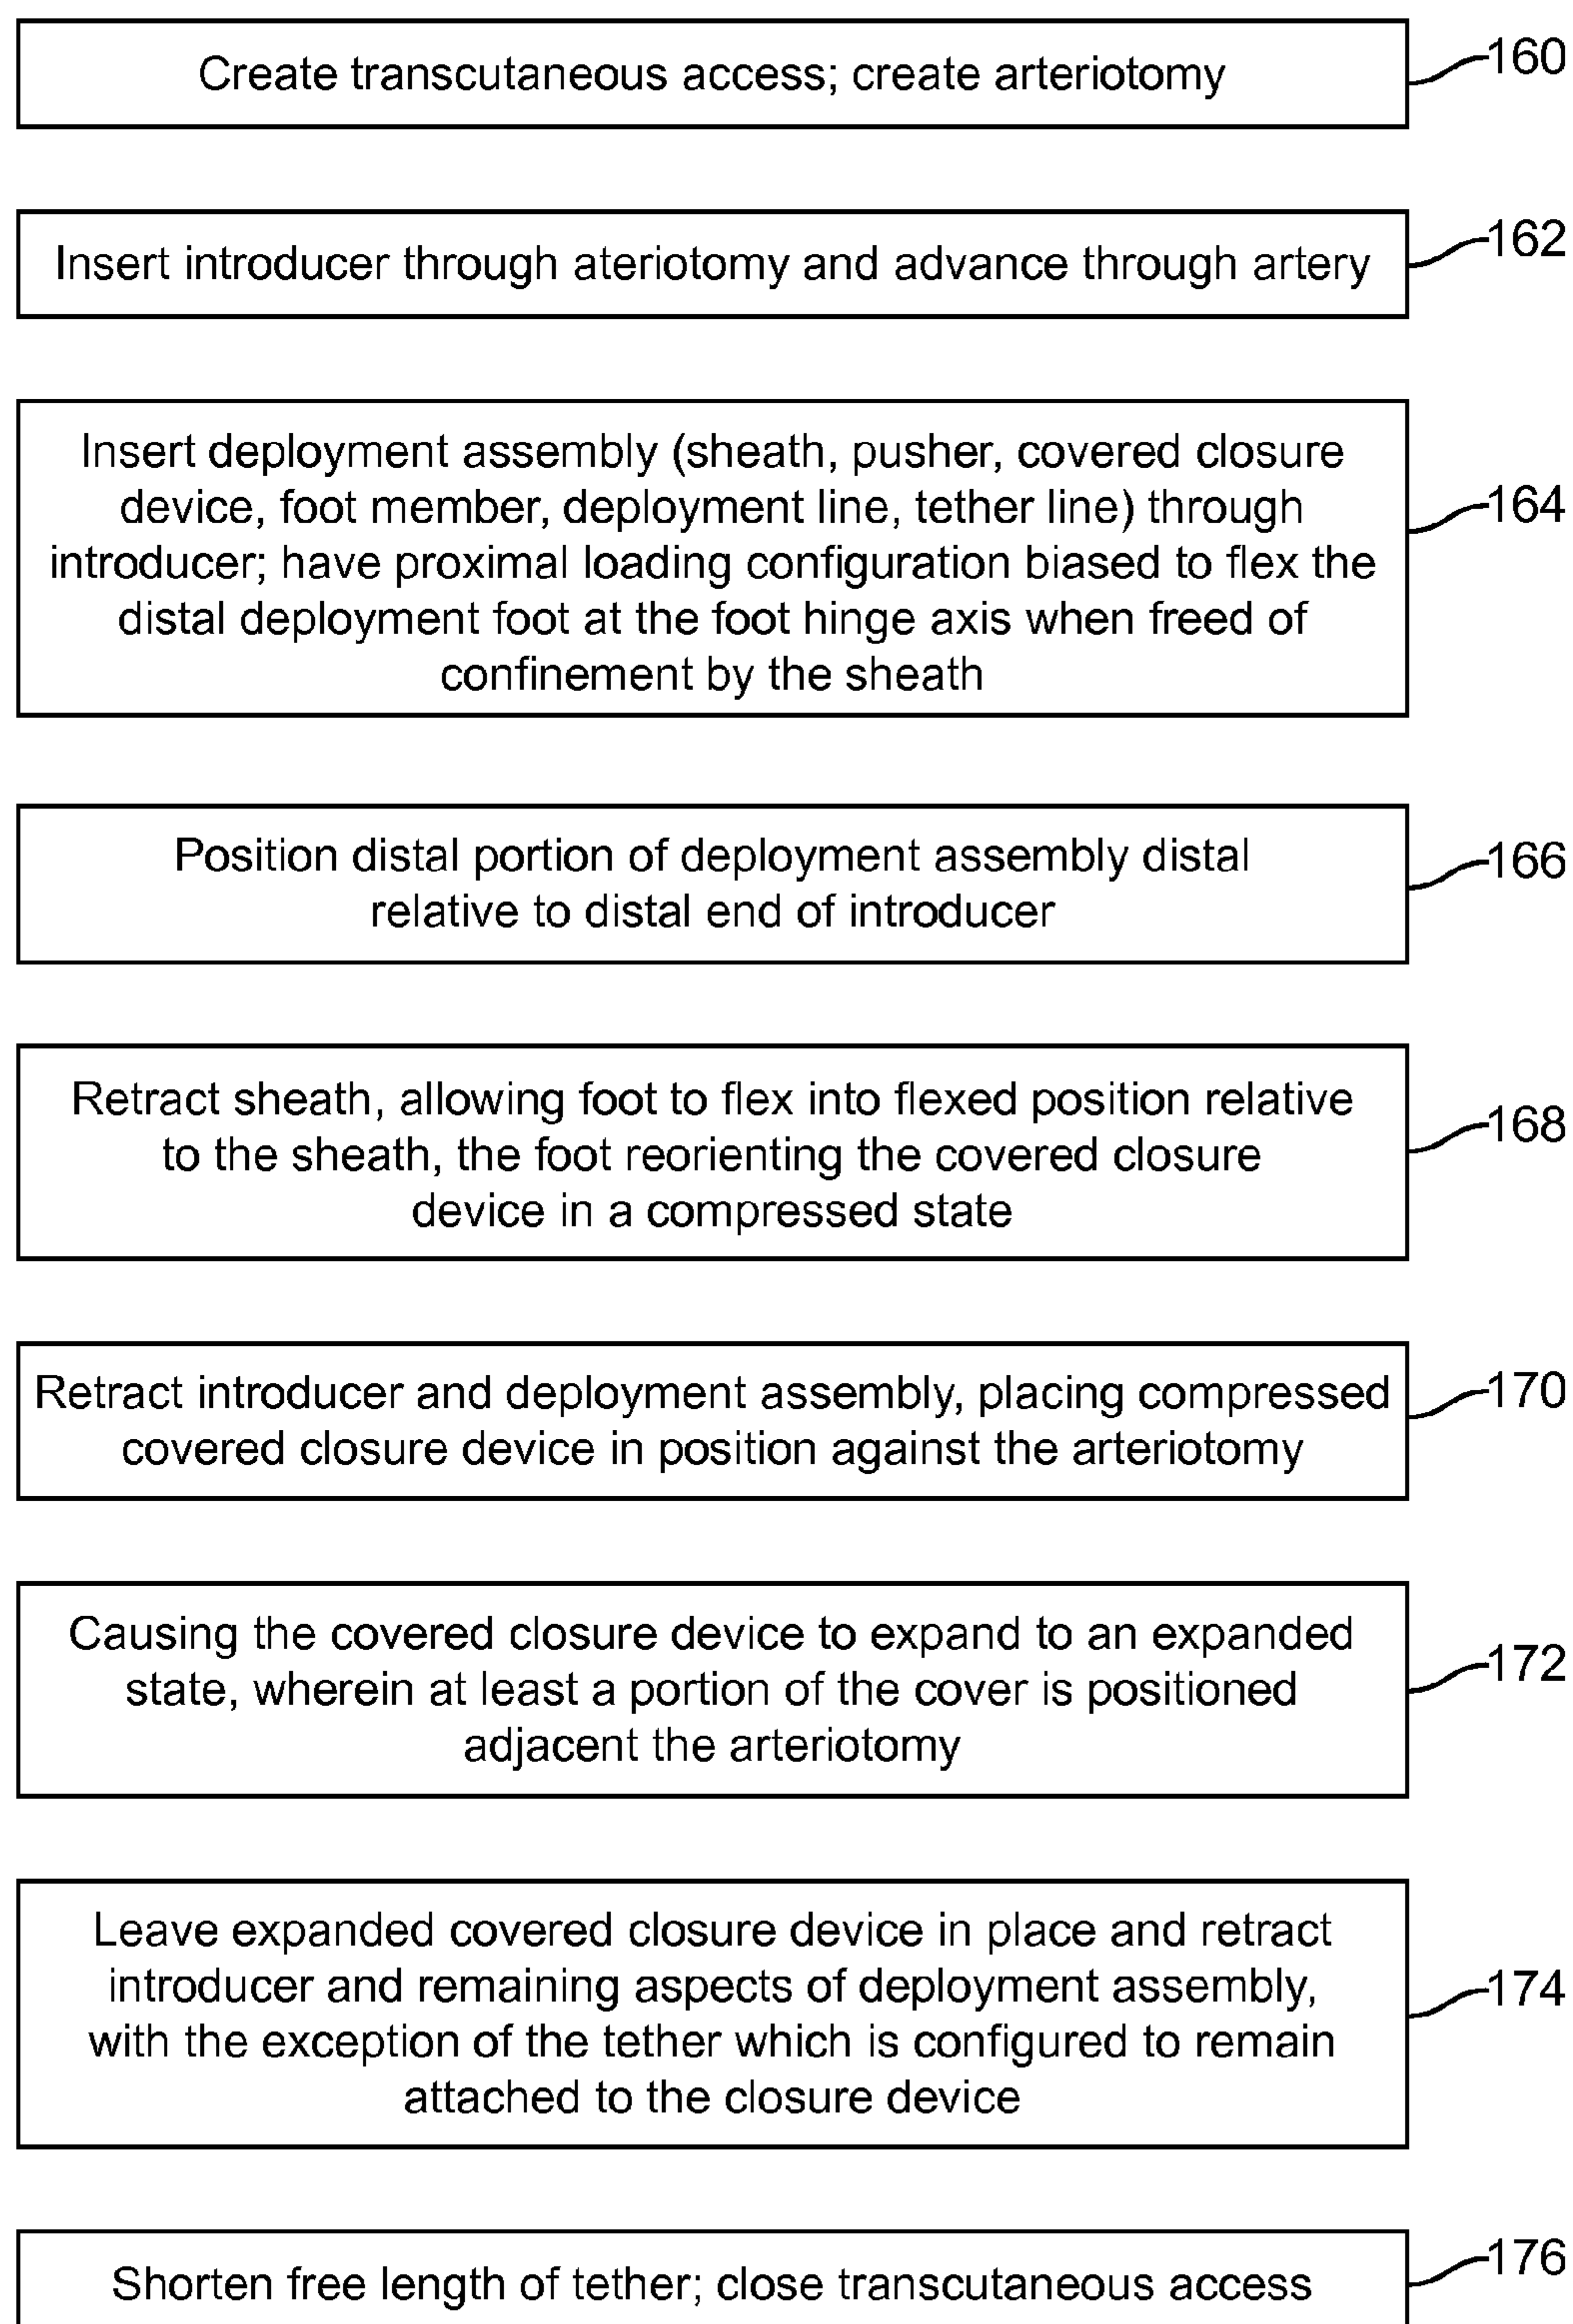 Create transcutaneous access; create arteriotomy
160
Insert introducer through ateriotomy and advance through artery
162
Insert deployment assembly (sheath, pusher, covered closure
device, foot member, deployment line, tether line) through
introducer; have proximal loading configuration biased to flex the
distal deployment foot at the foot hinge axis when freed of
confinement by the sheath
164
Position distal portion of deployment assembly distal
relative to distal end of introducer
166
Retract sheath, allowing foot to flex into flexed position relative
to the sheath, the foot reorienting the covered closure
device in a compressed state
168
Retract introducer and deployment assembly, placing compressed
covered closure device in position against the arteriotomy
170
Causing the covered closure device to expand to an expanded
state, wherein at least a portion of the cover is positioned
adjacent the arteriotomy
172
Leave expanded covered closure device in place and retract
introducer and remaining aspects of deployment assembly,
with the exception of the tether which is configured to remain
attached to the closure device
174
Shorten free length of tether; close transcutaneous access
176